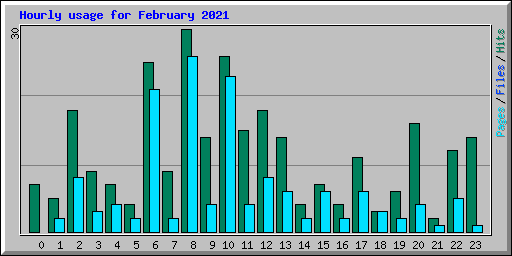 Hourly usage for February 2021
30
Pages/Files/Hits
0 1 2 3 4 5 6 7 8 9 10 11 12 13 14 15 16 17 18 19 20 21 22 23